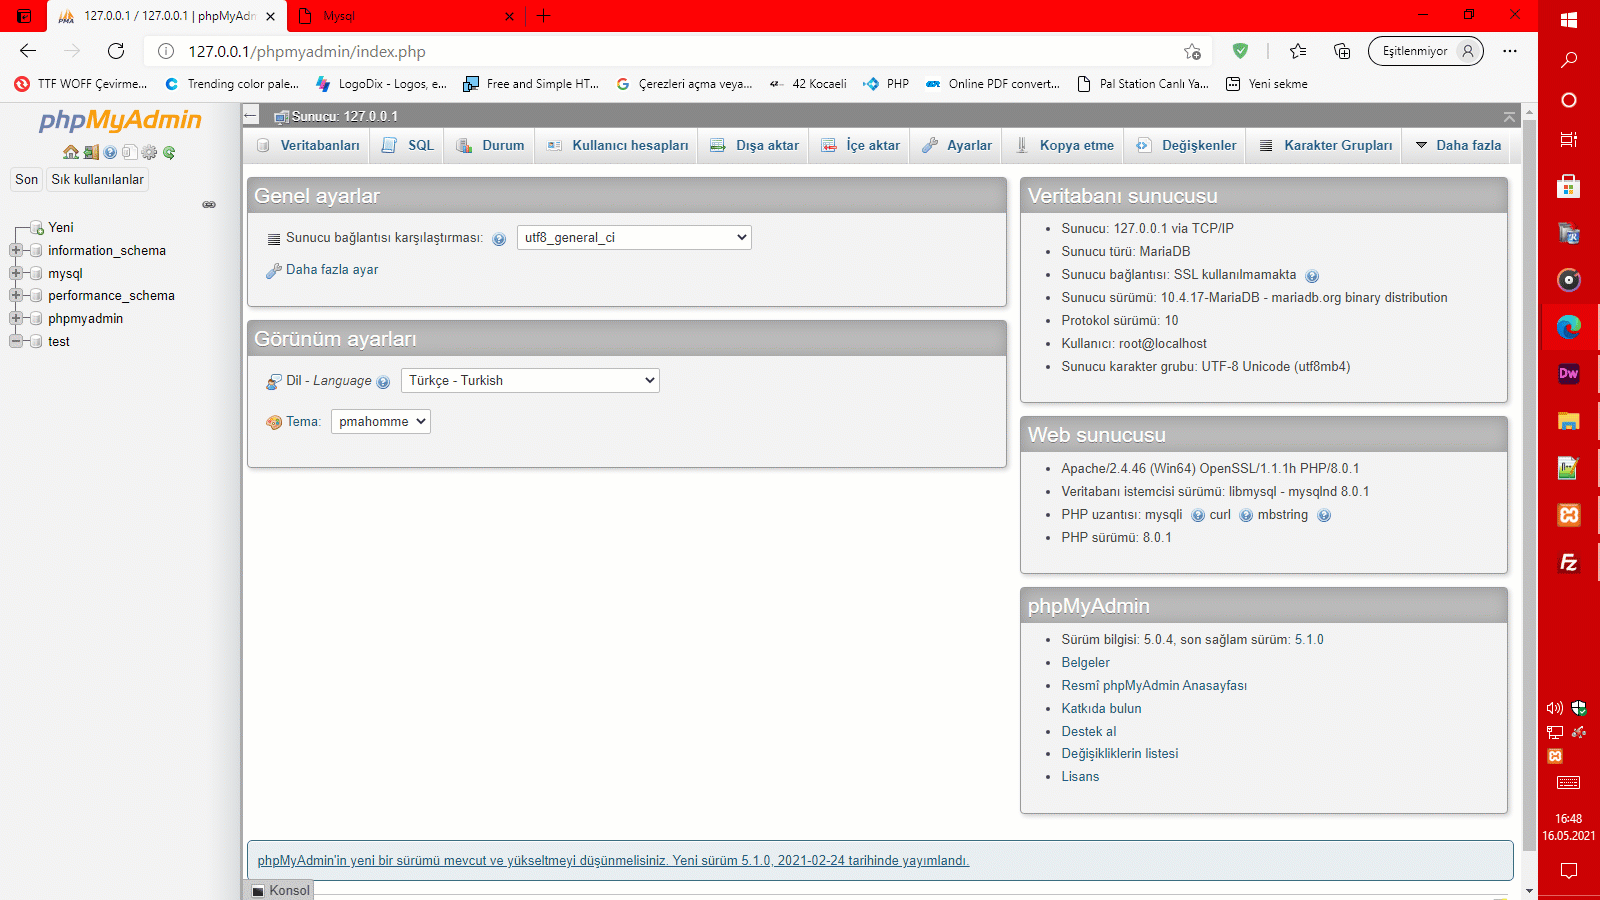 127.0.0.1 / 127.0.0.1 | phpMyAdm
Mysql
127.0.0.1/phpmyadmin/index.php
Eşitlenmiyor
TTF WOFF Çevirme...
Trending color pale...
LogoDix - Logos, e...
Free and Simple HT...
Çerezleri açma veya...
42 Kocaeli
PHP
Online PDF convert...
Pal Station Canlı Ya...
Yeni sekme
phpMyAdmin
Son
Sık kullanılanlar
Yeni
information_schema
mysql
performance_schema
phpmyadmin
test
Sunucu: 127.0.0.1
Veritabanları
SQL
Durum
Kullanıcı hesapları
Dışa aktar
İçe aktar
Ayarlar
Kopya etme
Değişkenler
Karakter Grupları
Daha fazla
Genel ayarlar
Sunucu bağlantısı karşılaştırması:
utf8_general_ci
Daha fazla ayar
Görünüm ayarları
Dil - Language
Türkçe - Turkish
Tema:
pmahomme
Veritabanı sunucusu
Sunucu: 127.0.0.1 via TCP/IP
Sunucu türü: MariaDB
Sunucu bağlantısı: SSL kullanılmamakta
Sunucu sürümü: 10.4.17-MariaDB - mariadb.org binary distribution
Protokol sürümü: 10
Kullanıcı: root@localhost
Sunucu karakter grubu: UTF-8 Unicode (utf8mb4)
Web sunucusu
Apache/2.4.46 (Win64) OpenSSL/1.1.1h PHP/8.0.1
Veritabanı istemcisi sürümü: libmysql - mysqlnd 8.0.1
PHP uzantısı: mysqli curl mbstring
PHP sürümü: 8.0.1
phpMyAdmin
Sürüm bilgisi: 5.0.4, son sağlam sürüm: 5.1.0
Belgeler
Resmî phpMyAdmin Anasayfası
Katkıda bulun
Destek al
Değişikliklerin listesi
Lisans
phpMyAdmin'in yeni bir sürümü mevcut ve yükseltmeyi düşünmelisiniz. Yeni sürüm 5.1.0, 2021-02-24 tarihinde yayımlandı.
Konsol
Dw
Fz
16:48
16.05.2021